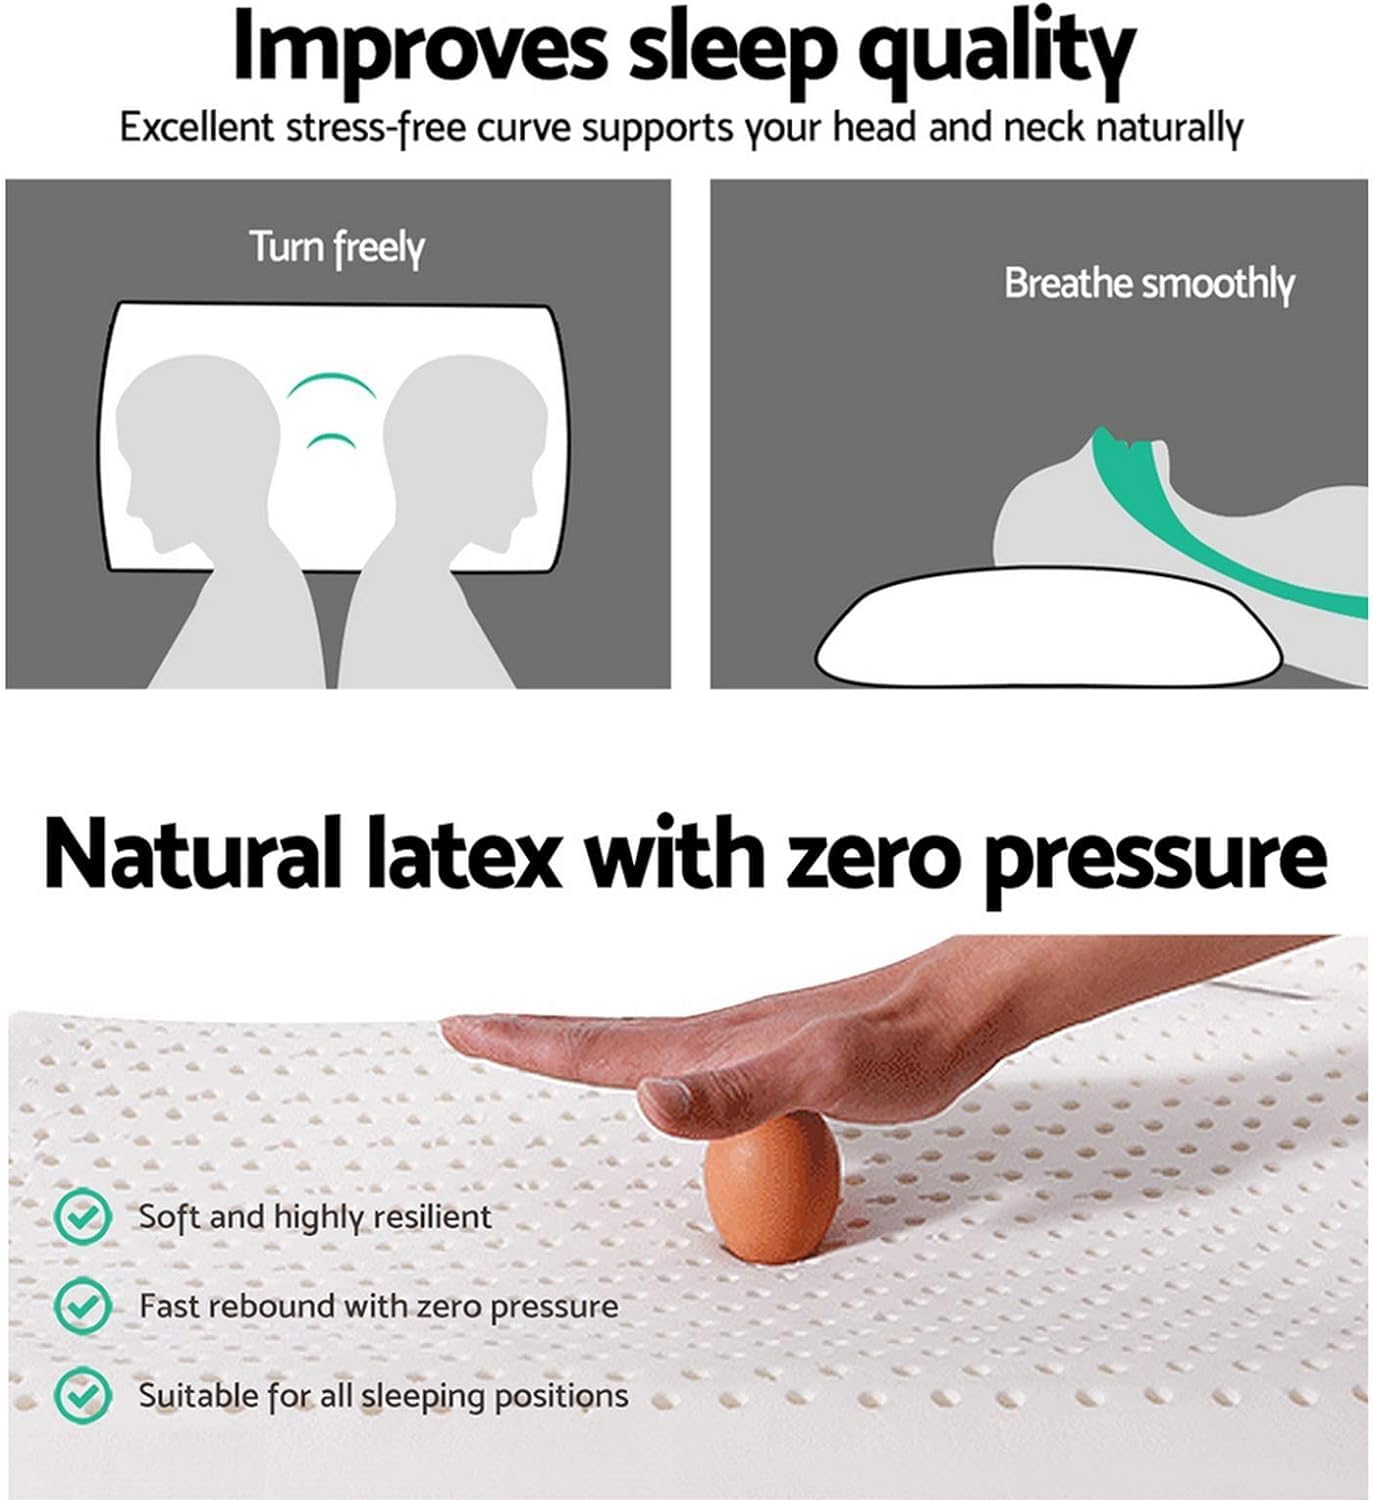 Improves sleep quality
Excellent stress-free curve supports your head and neck naturally
Turn freely
Breathe smoothly
Natural latex with zero pressure
Soft and highly resilient
Fast rebound with zero pressure
Suitable for all sleeping positions